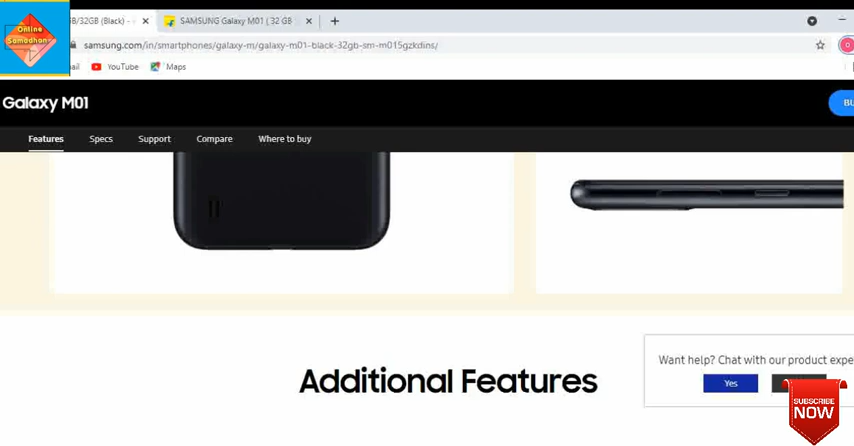 GB/32GB (Black) -
SAMSUNG Galaxy M01 ( 32 GB
Online
Samadhan
samsung.com/in/smartphones/galaxy-m/galaxy-m01-black-32gb-sm-m015gzkdins/
ail
YouTube
Maps
Galaxy M01
BU
Features
Specs
Support
Compare
Where to buy
Additional Features
Want help? Chat with our product expe
Yes
SUBSCRIBE
NOW